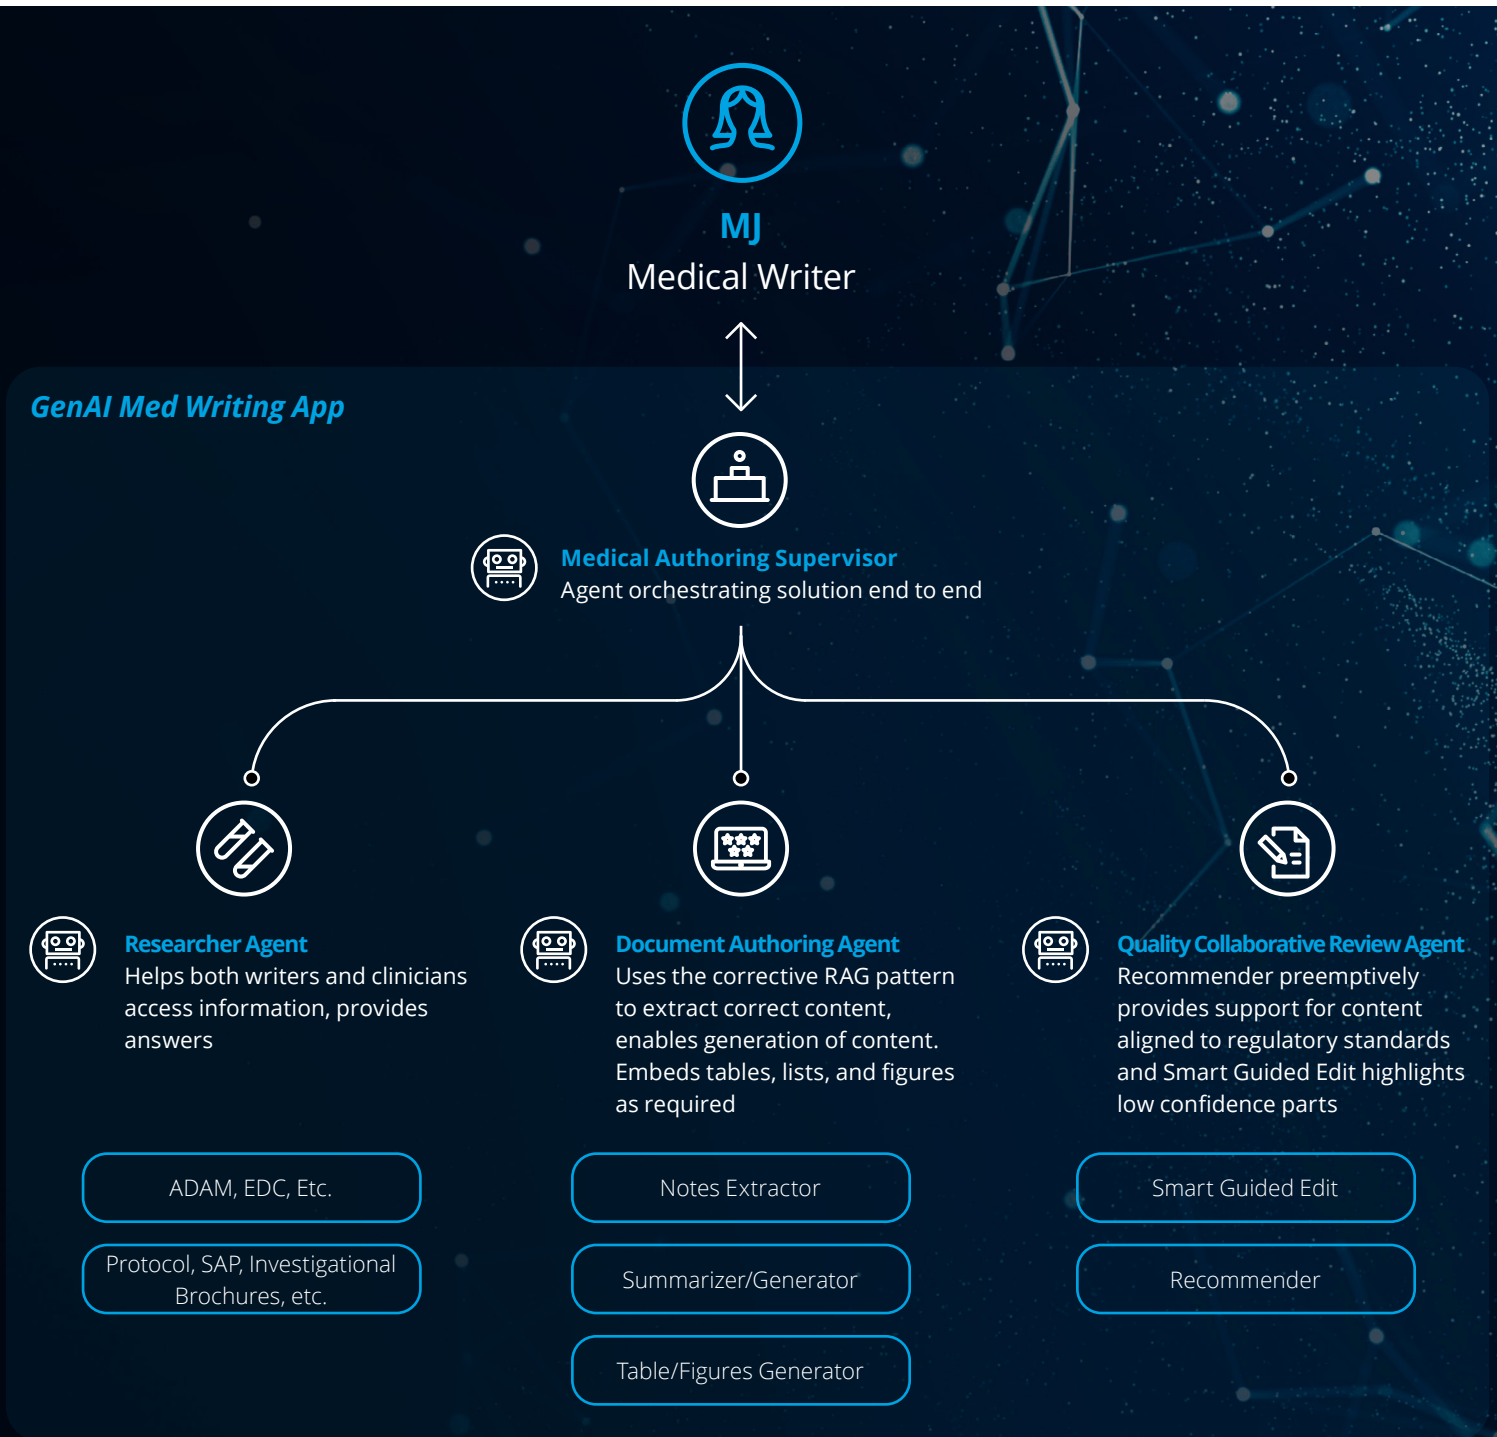 MJ
Medical Writer
GenAI Med Writing App
Medical Authoring Supervisor
Agent orchestrating solution end to end
Researcher Agent
Helps both writers and clinicians
access information, provides
answers
ADAM, EDC, Etc.
Protocol, SAP, Investigational
Brochures, etc.
Document Authoring Agent
Uses the corrective RAG pattern
to extract correct content,
enables generation of content.
Embeds tables, lists, and figures
as required
Notes Extractor
Summarizer/Generator
Table/Figures Generator
Quality Collaborative Review Agent
Recommender preemptively
provides support for content
aligned to regulatory standards
and Smart Guided Edit highlights
low confidence parts
Smart Guided Edit
Recommender